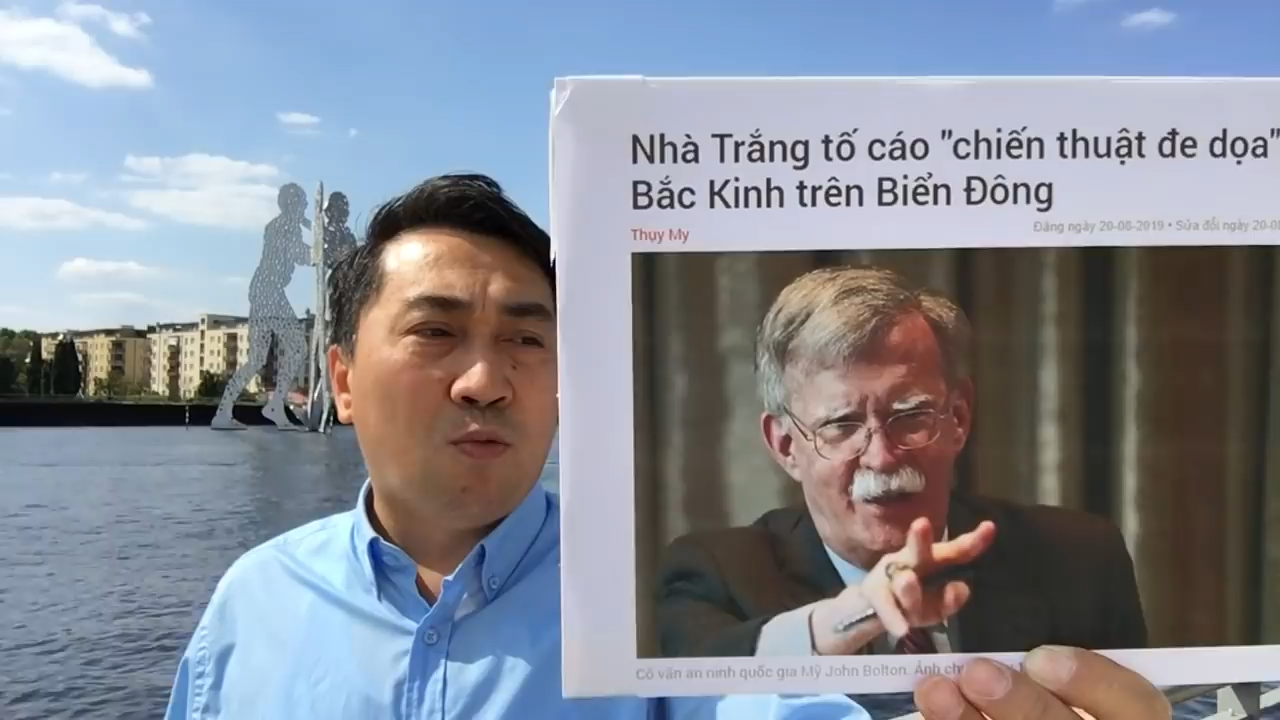 Nhà Trắng tố cáo "chiến thuật đe dọa"
Bắc Kinh trên Biển Đông
Thụy My
Đăng ngày 20-08-2019 • Sửa đổi ngày 20-0
Cố vấn an ninh quốc gia Mỹ John Bolton. Ảnh